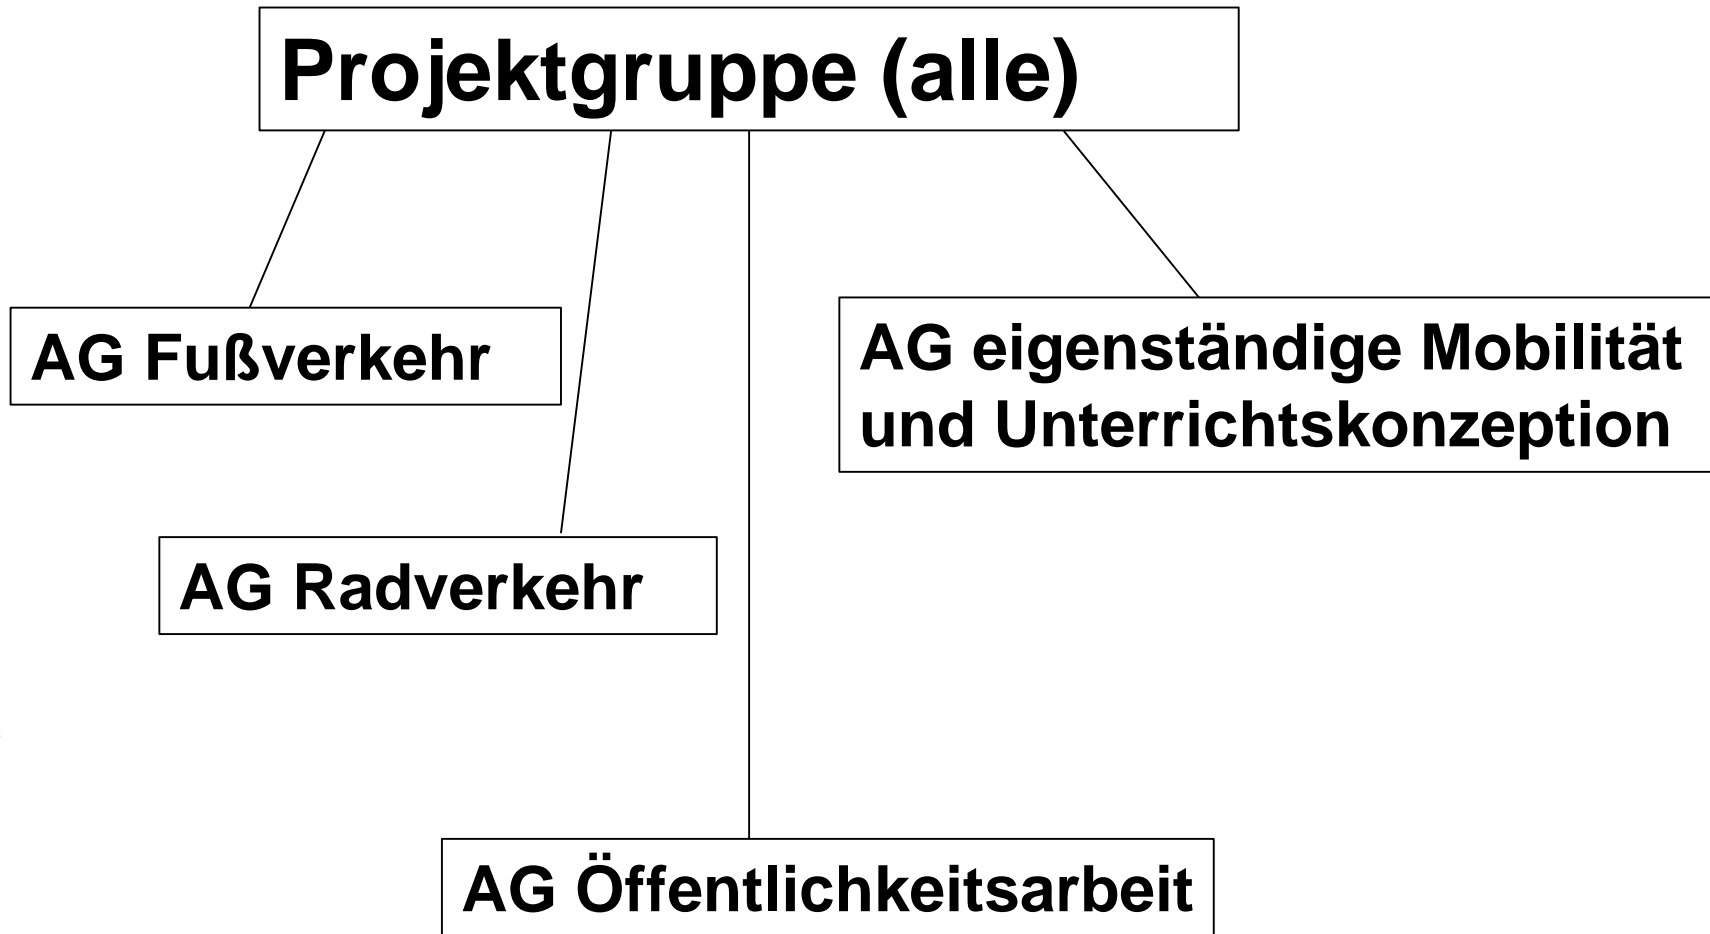 Projektgruppe (alle)
AG Fußverkehr
AG eigenständige Mobilität
und Unterrichtskonzeption
AG Radverkehr
AG Öffentlichkeitsarbeit